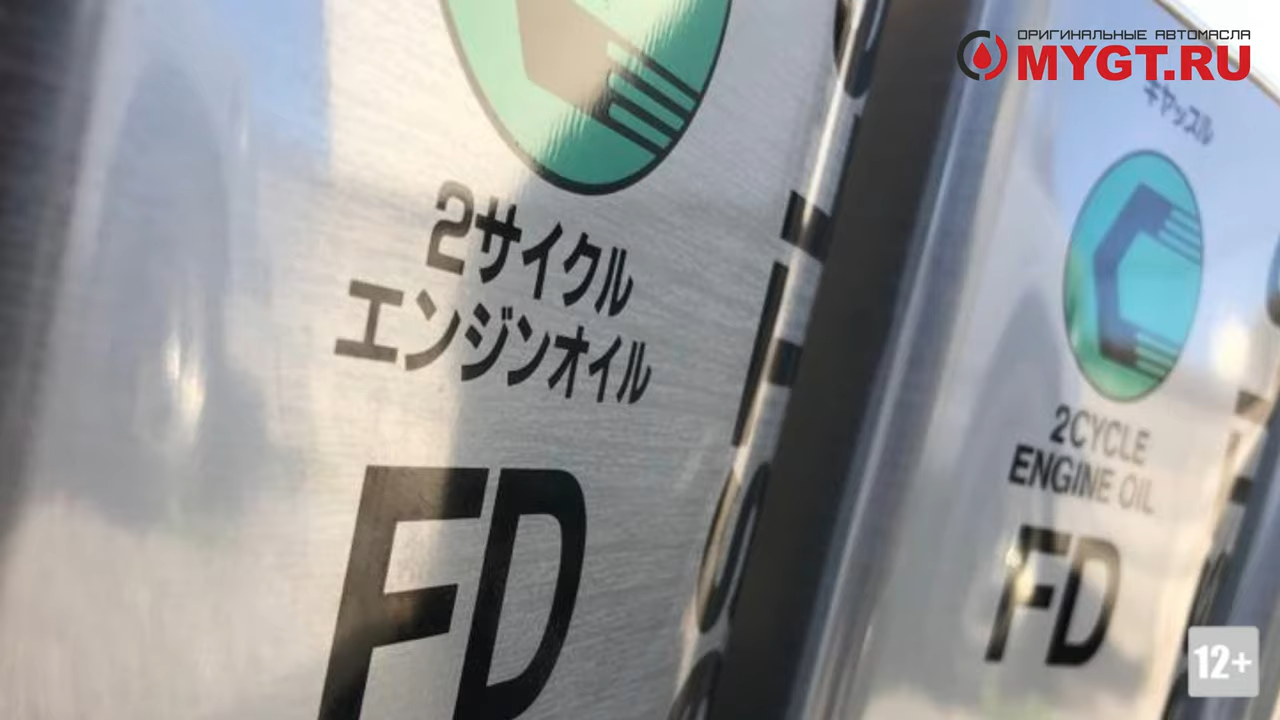 ОРИГИНАЛЬНЫЕ АВТОМАСЛА
MYGT.RU
2サイクル
エンジンオイル
FD
キヤッスル
2CYCLE
ENGINE OIL
FD
12+